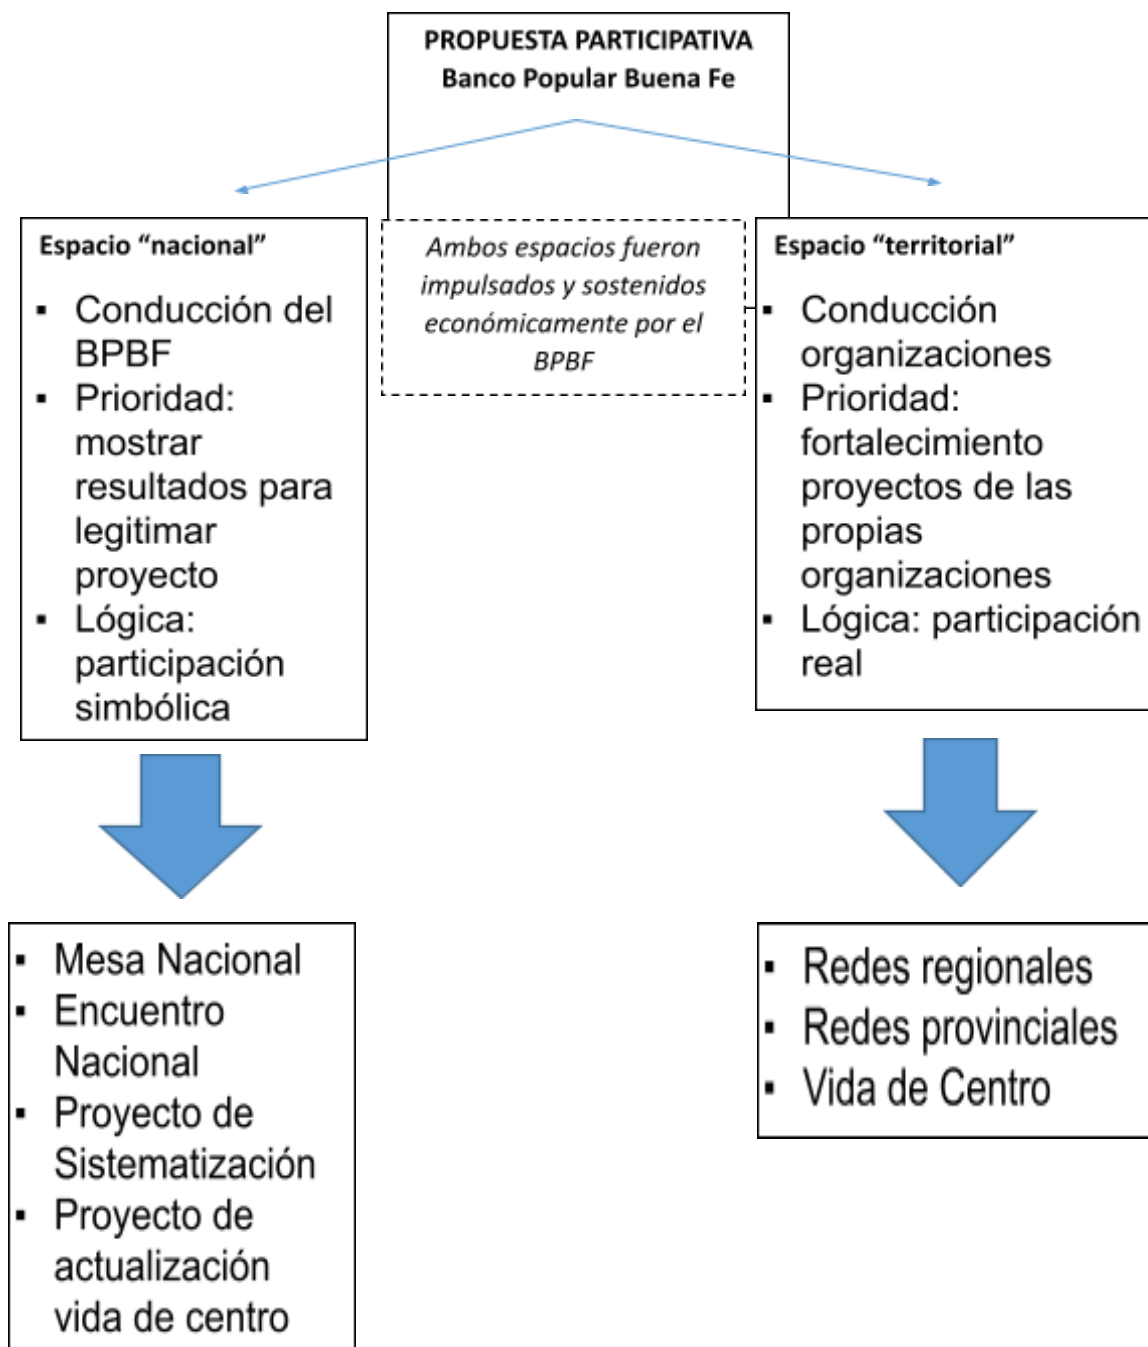 PROPUESTA PARTICIPATIVA
Banco Popular Buena Fe
Espacio “nacional”
▪ Conducción del
BPBF
▪ Prioridad:
mostrar
resultados para
legitimar
proyecto
▪ Lógica:
participación
simbólica
Ambos espacios fueron
impulsados y sostenidos
económicamente por el
BPBF
Espacio “territorial”
▪ Conducción
organizaciones
▪ Prioridad:
fortalecimiento
proyectos de las
propias
organizaciones
▪ Lógica: participación
real
▪ Mesa Nacional
▪ Encuentro
Nacional
▪ Proyecto de
Sistematización
▪ Proyecto de
actualización
vida de centro
▪ Redes regionales
▪ Redes provinciales
▪ Vida de Centro